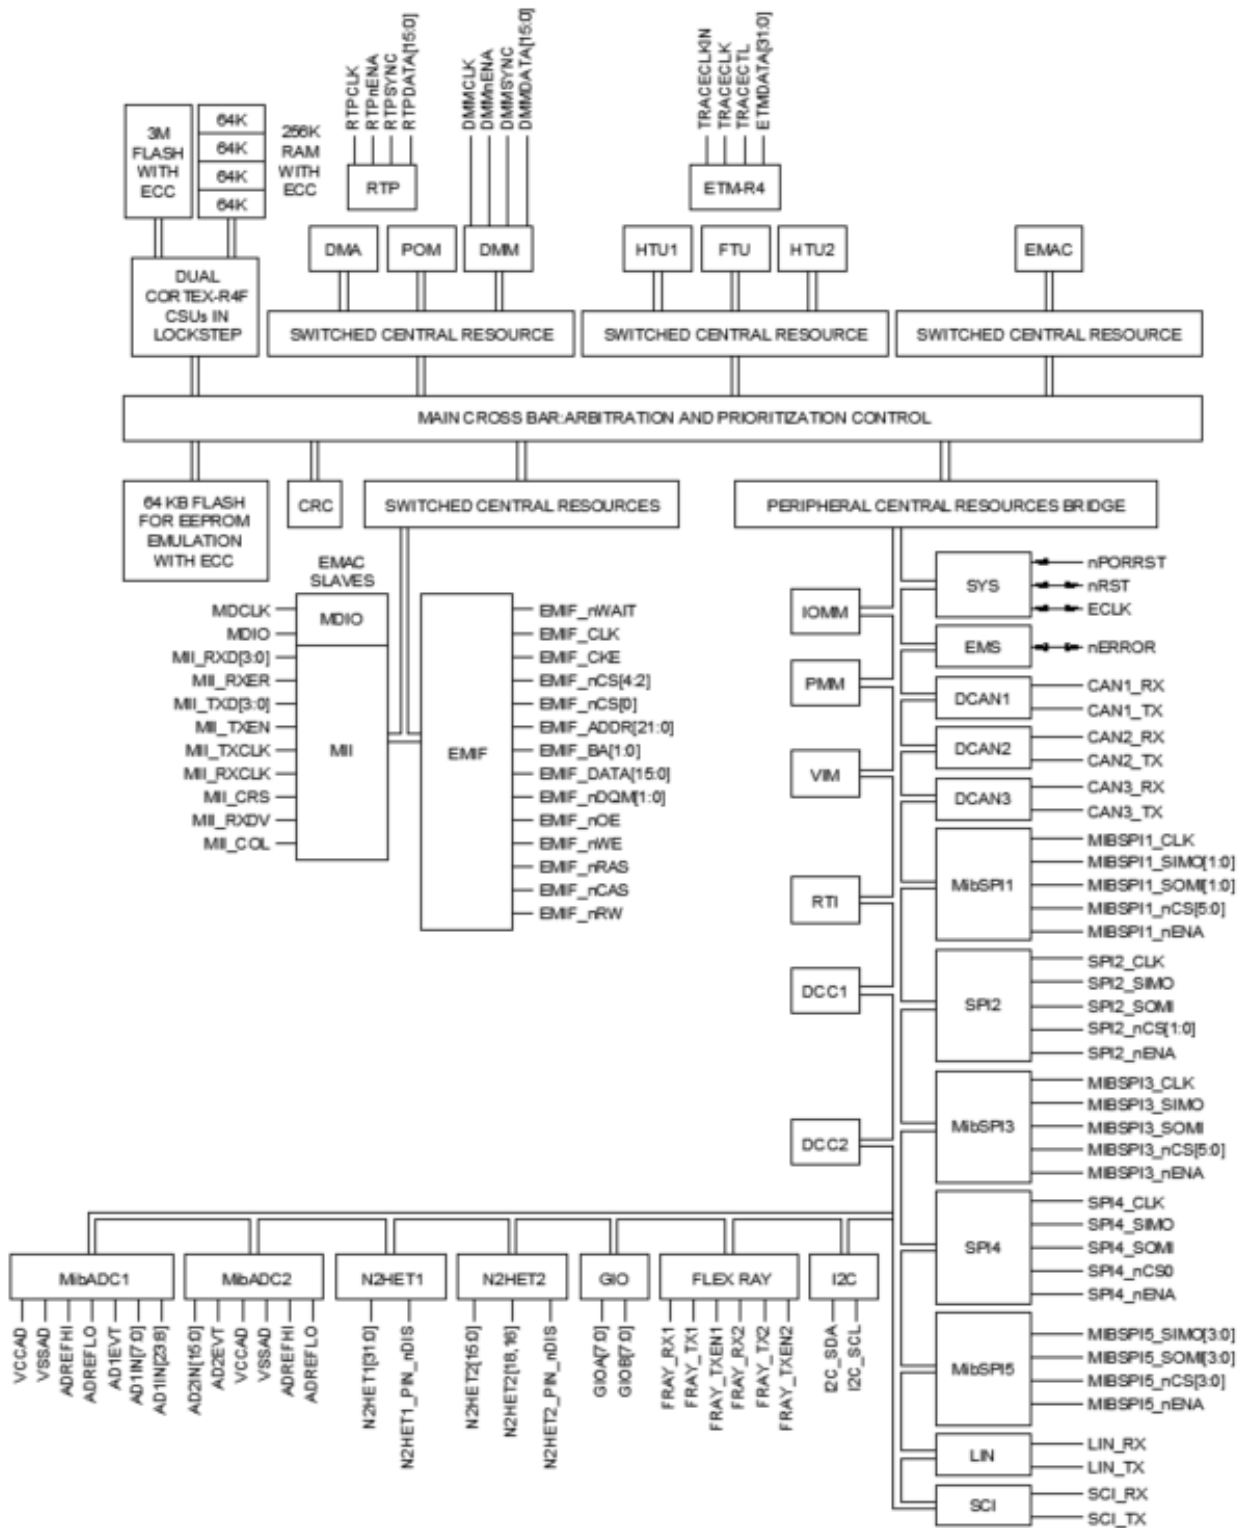 RTPCLK
RTPnENA
RTPSYNC
RTPDATA[15:0]
DMMCLK
DMMnENA
DMMSYNC
DMMDATA[15:0]
TRACECLKIN
TRACECLK
TRACECTL
ETMDATA[31:0]
3M
FLASH
WITH
ECC
64K
64K
64K
64K
256K
RAM
WITH
ECC
RTP
ETM-R4
DMA
POM
DMM
HTU1
FTU
HTU2
EMAC
DUAL
CORTEX-R4F
CSUs IN
LOCKSTEP
SWITCHED CENTRAL RESOURCE
SWITCHED CENTRAL RESOURCE
SWITCHED CENTRAL RESOURCE
MAIN CROSS BAR:ARBITRATION AND PRIORITIZATION CONTROL
64 KB FLASH
FOR EEPROM
EMULATION
WITH ECC
CRC
SWITCHED CENTRAL RESOURCES
PERIPHERAL CENTRAL RESOURCES BRIDGE
EMAC
SLAVES
MDCLK
MDIO
MII_RXD[3:0]
MII_RXER
MII_TXD[3:0]
MII_TXEN
MII_TXCLK
MII_RXCLK
MII_CRS
MII_RXDV
MII_COL
MDIO
MII
EMIF
EMIF_nWAIT
EMIF_CLK
EMIF_CKE
EMIF_nCS[4:2]
EMIF_nCS[0]
EMIF_ADDR[21:0]
EMIF_BA[1:0]
EMIF_DATA[15:0]
EMIF_nDQM[1:0]
EMIF_nOE
EMIF_nWE
EMIF_nRAS
EMIF_nCAS
EMIF_nRW
IOMM
PMM
VIM
RTI
DCC1
DCC2
SYS
nPORRST
nRST
ECLK
EMS
nERROR
DCAN1
CAN1_RX
CAN1_TX
DCAN2
CAN2_RX
CAN2_TX
DCAN3
CAN3_RX
CAN3_TX
MibSPI1
MIBSPI1_CLK
MIBSPI1_SIMO[1:0]
MIBSPI1_SOMI[1:0]
MIBSPI1_nCS[5:0]
MIBSPI1_nENA
SPI2
SPI2_CLK
SPI2_SIMO
SPI2_SOMI
SPI2_nCS[1:0]
SPI2_nENA
MibSPI3
MIBSPI3_CLK
MIBSPI3_SIMO
MIBSPI3_SOMI
MIBSPI3_nCS[5:0]
MIBSPI3_nENA
SPI4
SPI4_CLK
SPI4_SIMO
SPI4_SOMI
SPI4_nCS0
SPI4_nENA
MibSPI5
MIBSPI5_SIMO[3:0]
MIBSPI5_SOMI[3:0]
MIBSPI5_nCS[3:0]
MIBSPI5_nENA
LIN
LIN_RX
LIN_TX
SCI
SCI_RX
SCI_TX
MibADC1
MibADC2
N2HET1
N2HET2
GIO
FLEX RAY
I2C
VCCAD
VSSAD
ADREFHI
ADREFLO
AD1EVT
AD1IN[7:0]
AD1IN[23:8]
AD2IN[15:0]
AD2EVT
VCCAD
VSSAD
ADREFHI
ADREFLO
N2HET1[31:0]
N2HET1_PIN_nDIS
N2HET2[15:0]
N2HET2[18,16]
N2HET2_PIN_nDIS
GIOA[7:0]
GIOB[7:0]
FRAY_RX1
FRAY_TX1
FRAY_TXEN1
FRAY_RX2
FRAY_TX2
FRAY_TXEN2
I2C_SDA
I2C_SCL